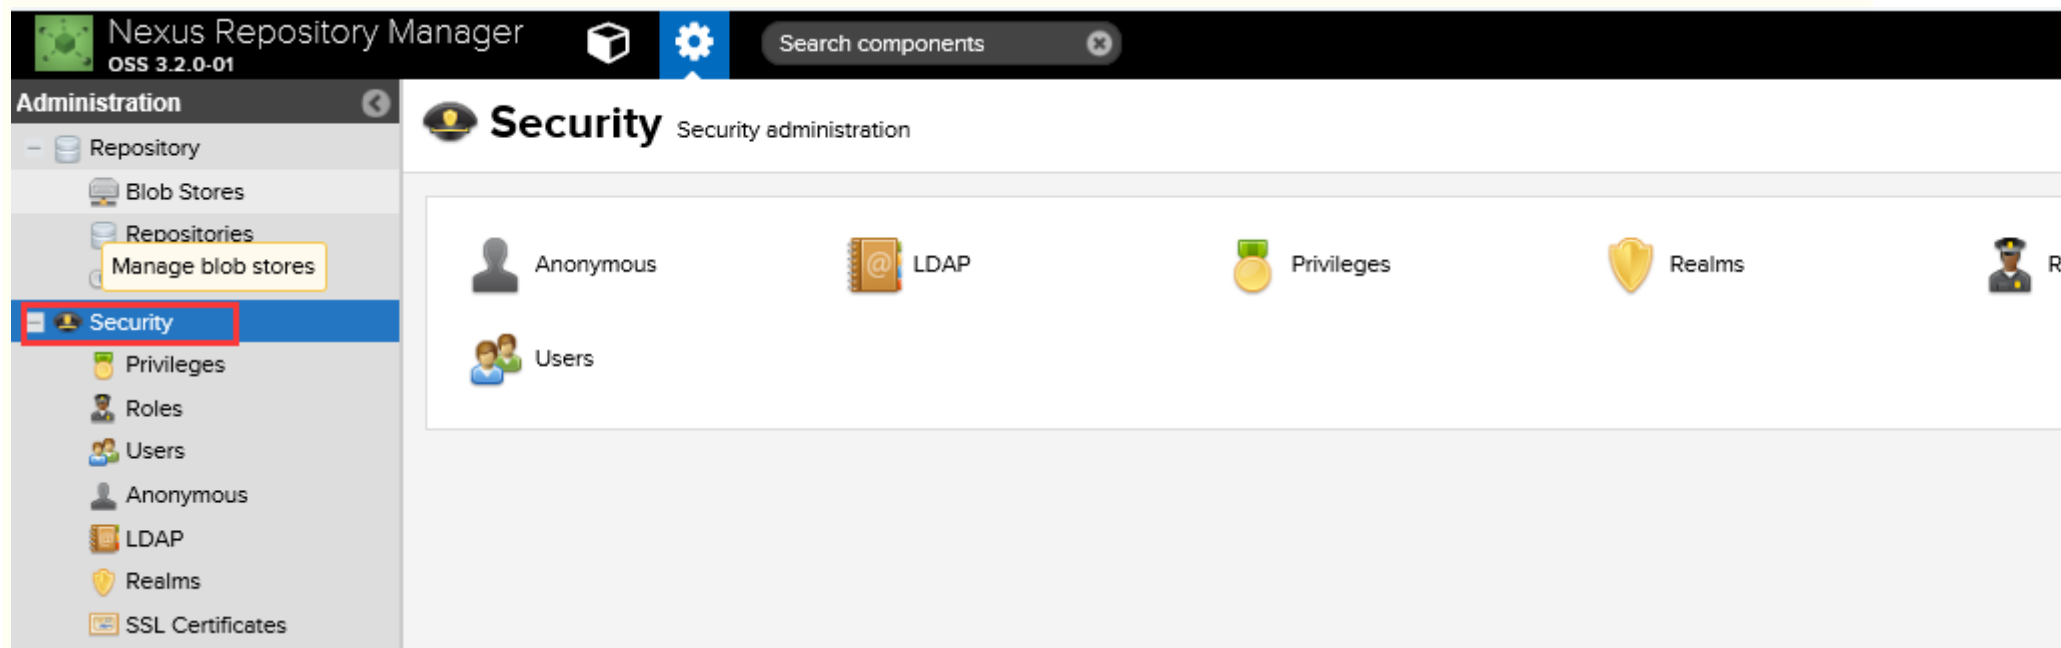 Nexus Repository Manager
OSS 3.2.0-01
Search components
Administration
Repository
Blob Stores
Repositories
Manage blob stores
Security
Privileges
Roles
Users
Anonymous
LDAP
Realms
SSL Certificates
Security Security administration
Anonymous LDAP Privileges Realms R
Users